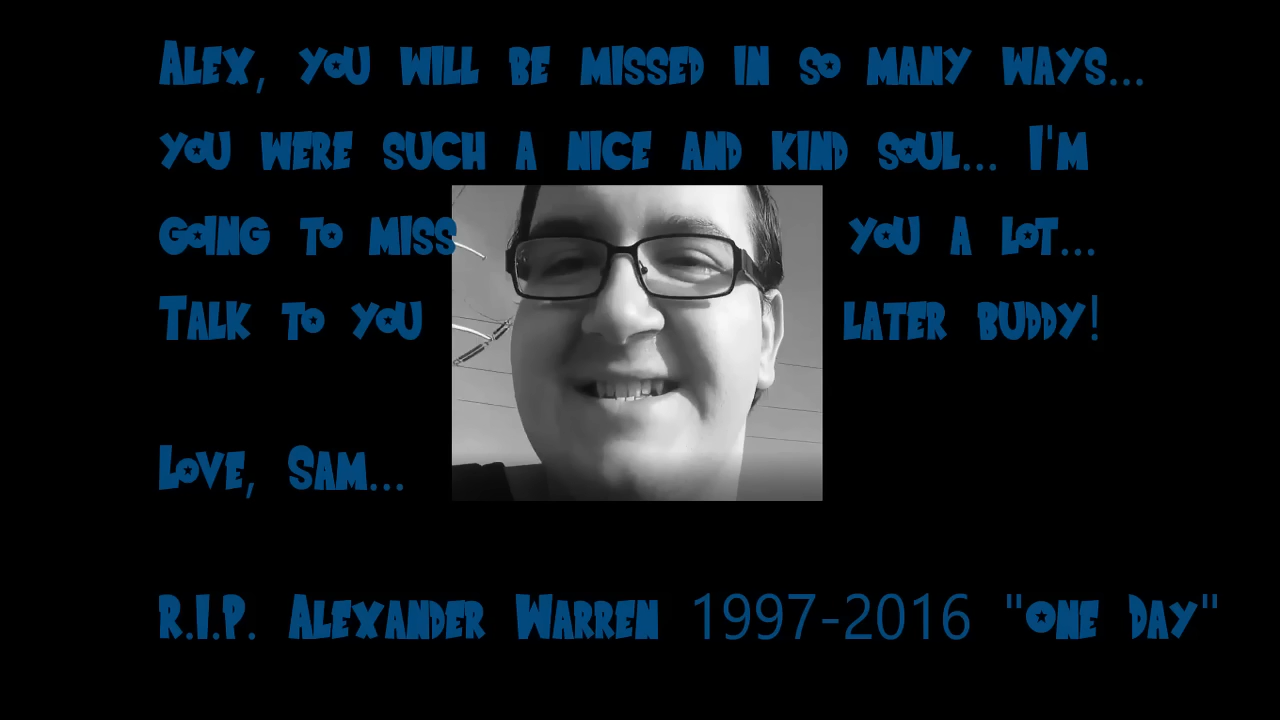 Alex, you will be missed in so many ways...
you were such a nice and kind soul... I'm
going to miss you a lot...
Talk to you later buddy!
Love, Sam...
R.I.P. Alexander Warren 1997-2016 "One Day"